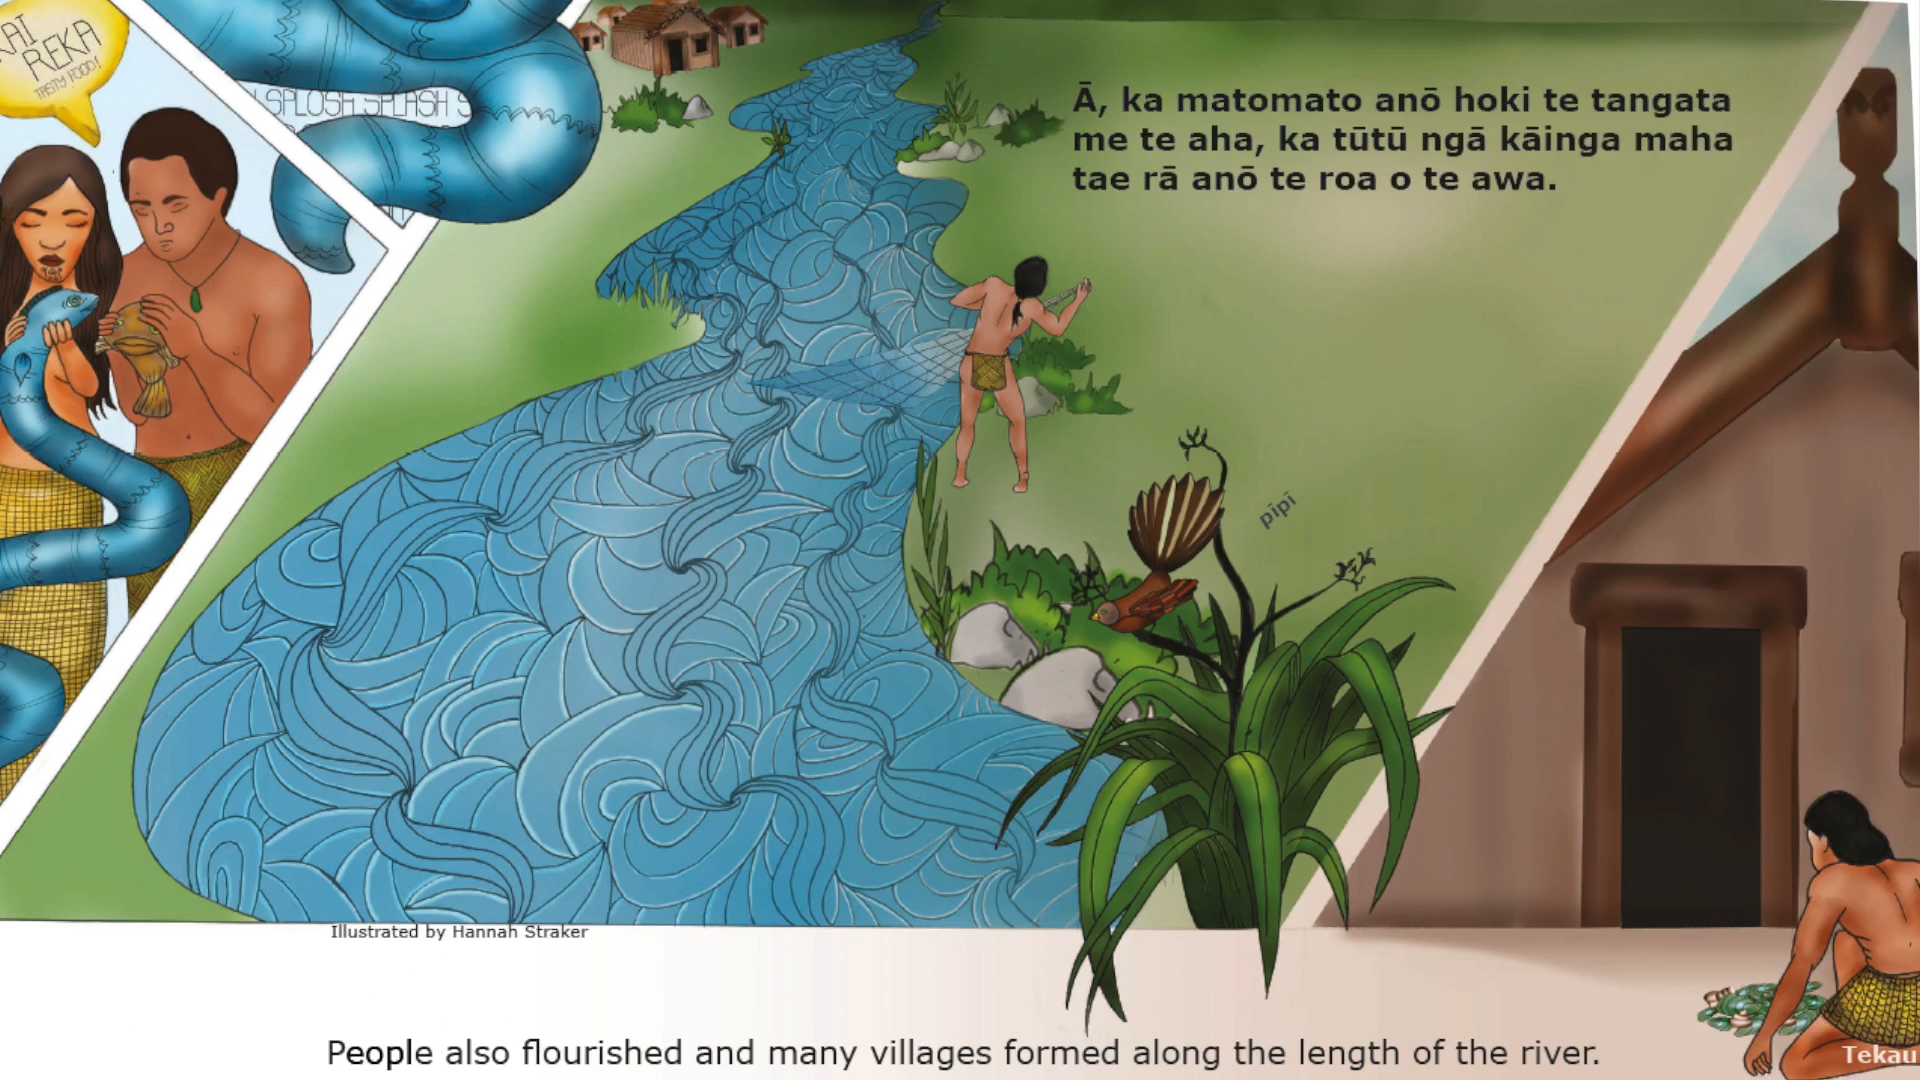 KAI
REKA
TASTY FOOD!
SPLOSH SPLASH S
Ā, ka matomato anō hoki te tangata
me te aha, ka tūtū ngā kāinga maha
tae rā anō te roa o te awa.
pīpī
Illustrated by Hannah Straker
People also flourished and many villages formed along the length of the river.
Tekau